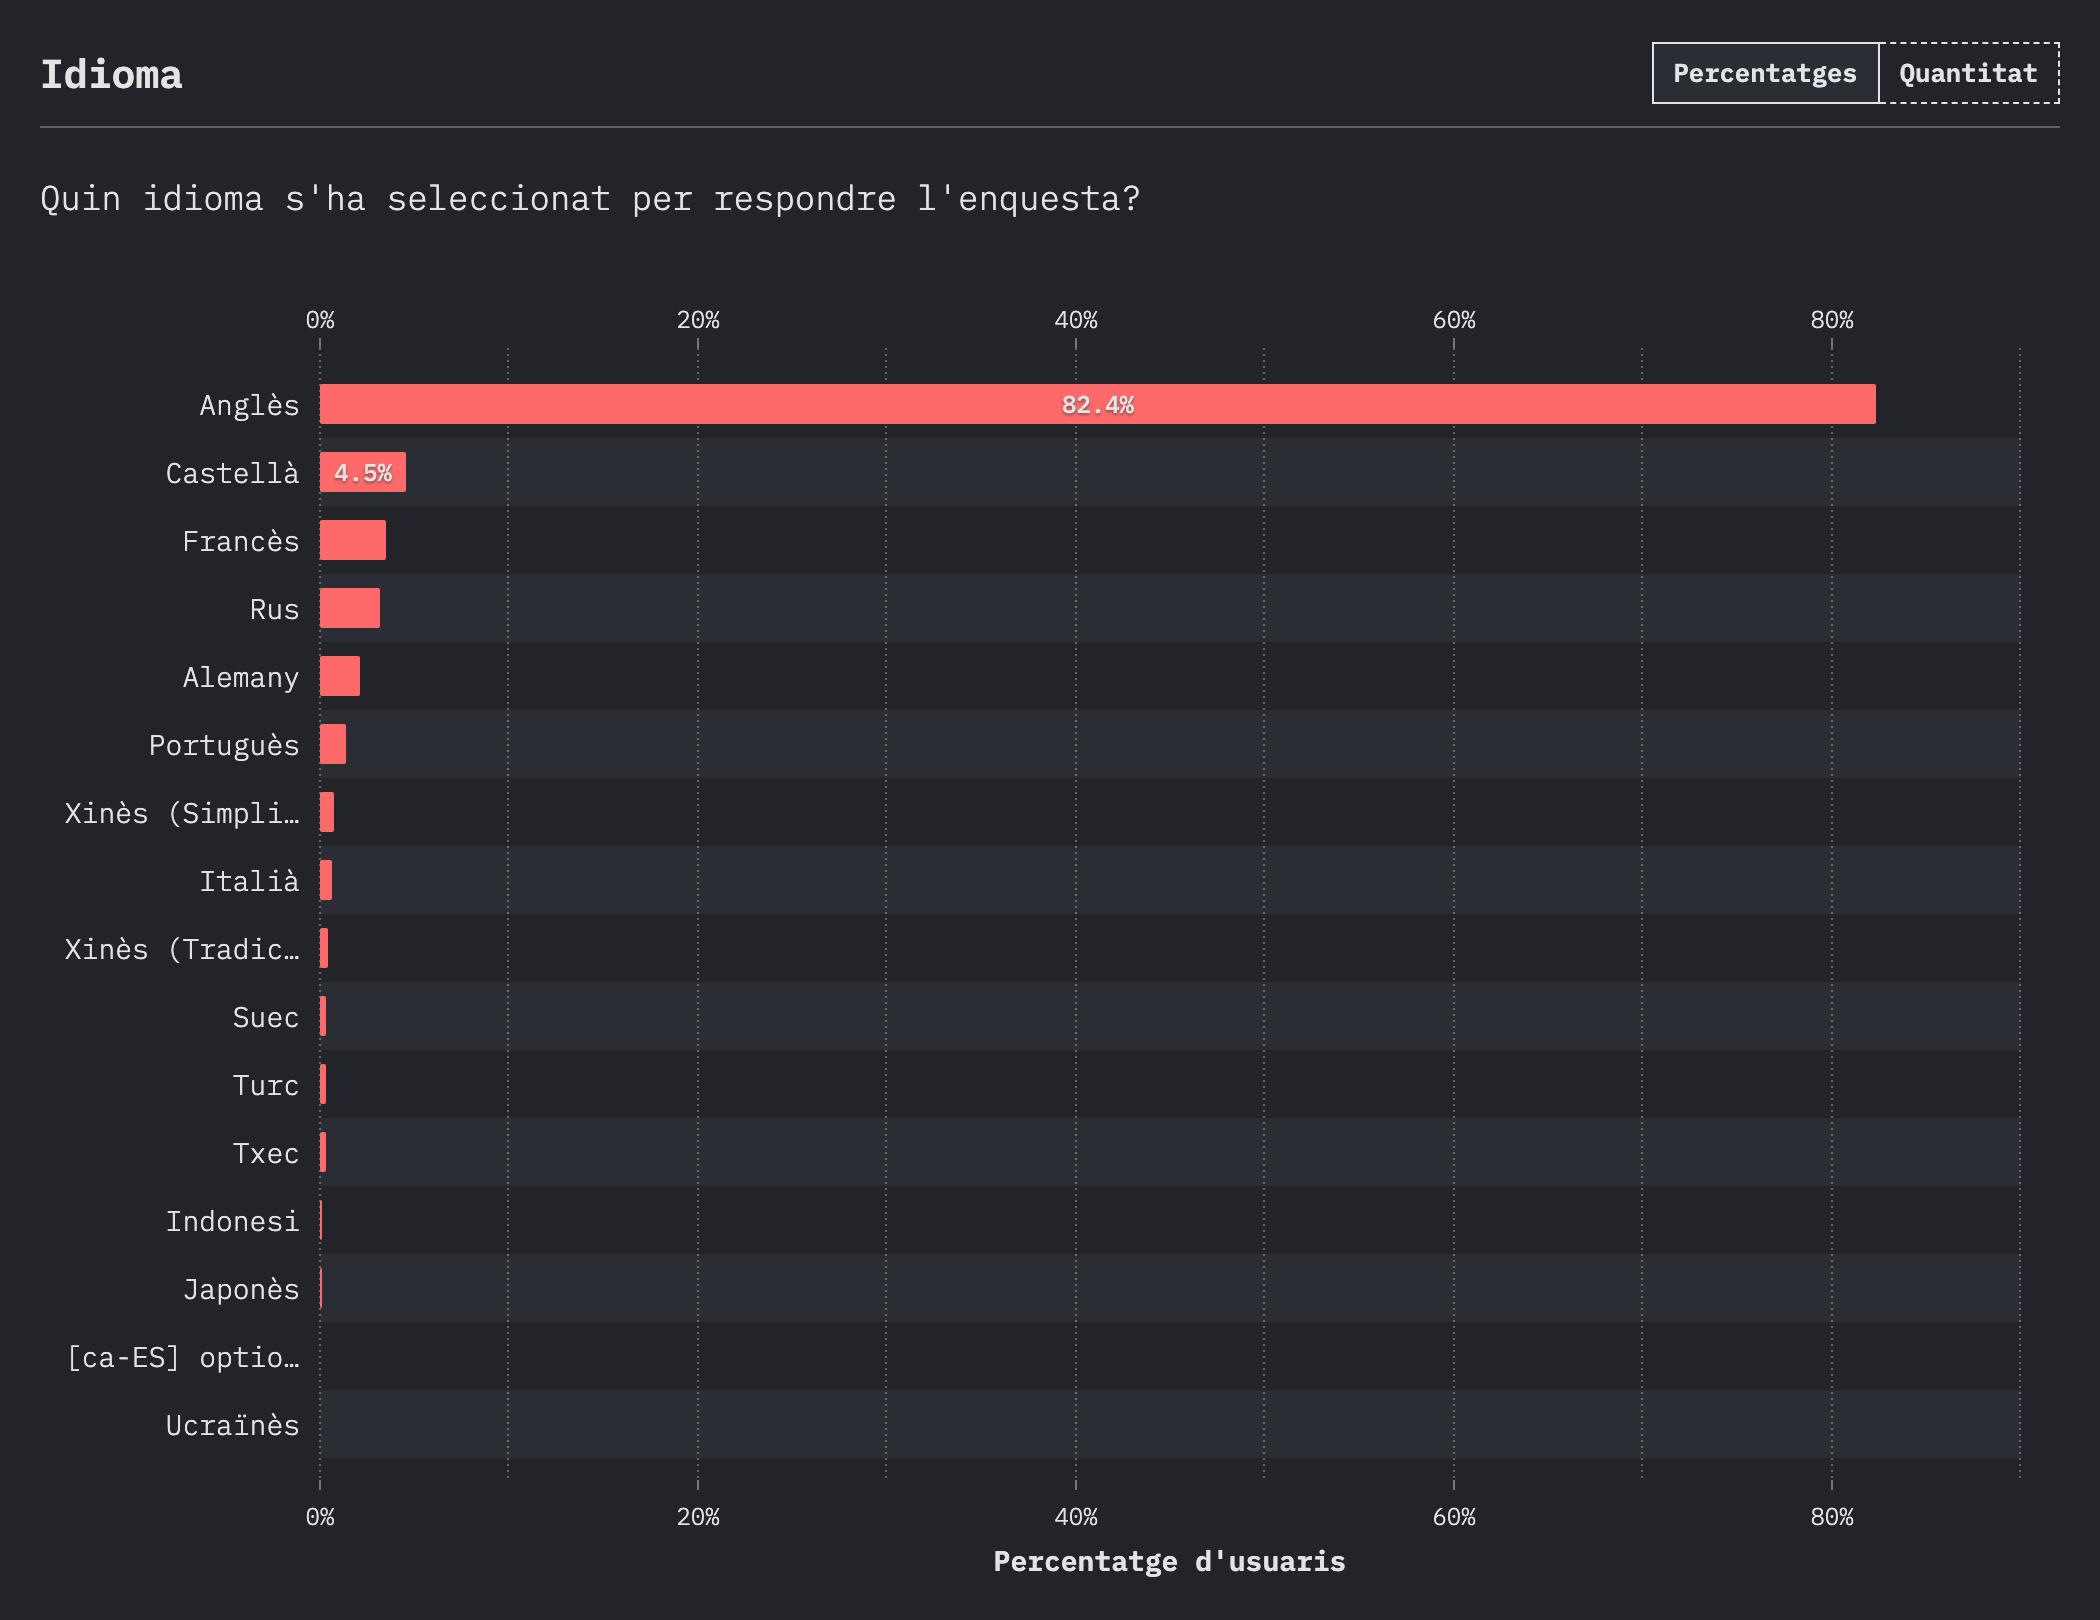 Idioma
Percentatges
Quantitat
Quin idioma s'ha seleccionat per respondre l'enquesta?
0% 20% 40% 60% 80%
Anglès 82.4%
Castellà 4.5%
Francès
Rus
Alemany
Portuguès
Xinès (Simpli…
Italià
Xinès (Tradic…
Suec
Turc
Txec
Indonesi
Japonès
[ca-ES] optio…
Ucraïnès
0% 20% 40% 60% 80%
Percentatge d'usuaris